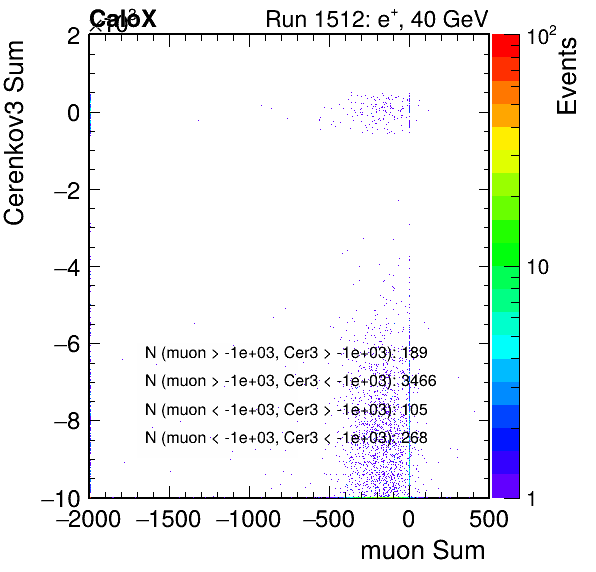 CaloX
×10³
Run 1512: e⁺, 40 GeV
Cerenkov3 Sum
2
0
−2
−4
−6
−8
−10
N (muon > -1e+03, Cer3 > -1e+03): 189
N (muon > -1e+03, Cer3 < -1e+03): 3466
N (muon < -1e+03, Cer3 > -1e+03): 105
N (muon < -1e+03, Cer3 < -1e+03): 268
−2000 −1500 −1000 −500 0 500
muon Sum
10²
10
1
Events